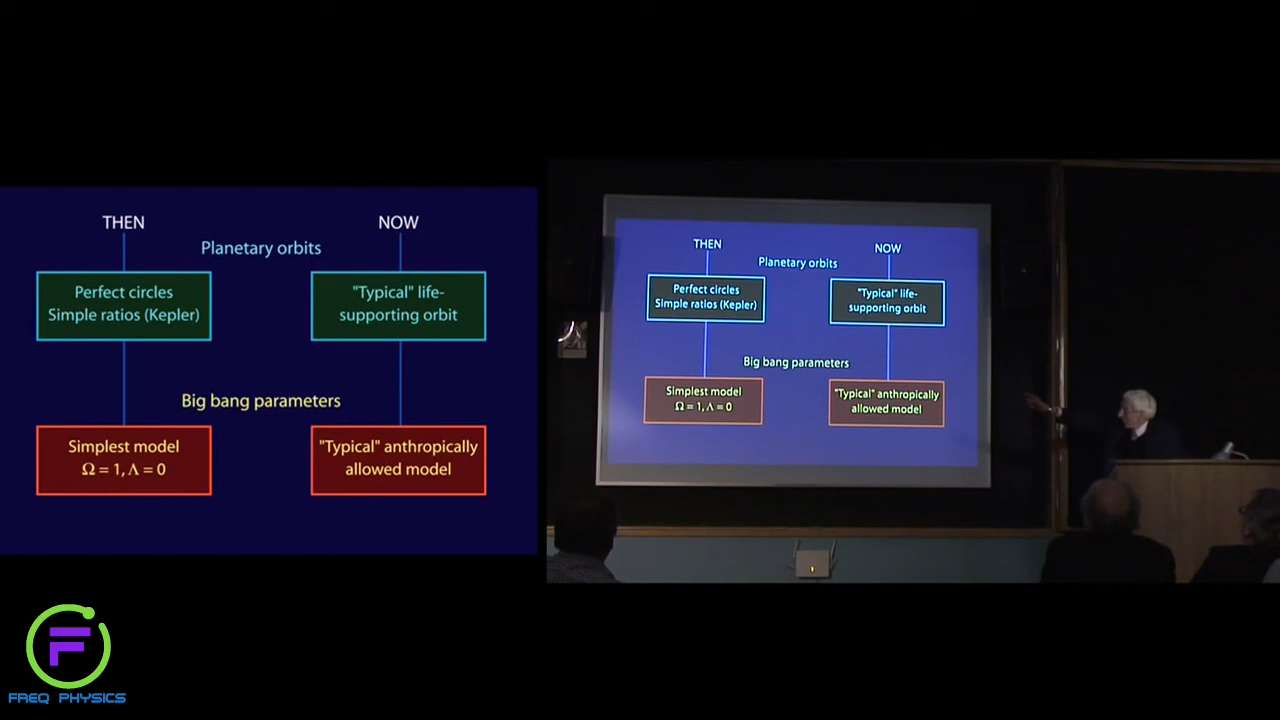 THEN
NOW
Planetary orbits
Perfect circles
Simple ratios (Kepler)
"Typical" life-
supporting orbit
Big bang parameters
Simplest model
Ω = 1, Λ = 0
"Typical" anthropically
allowed model
THEN
NOW
Planetary orbits
Perfect circles
Simple ratios (Kepler)
"Typical" life-
supporting orbit
Big bang parameters
Simplest model
Ω = 1, Λ = 0
"Typical" anthropically
allowed model
F
FREQ PHYSICS